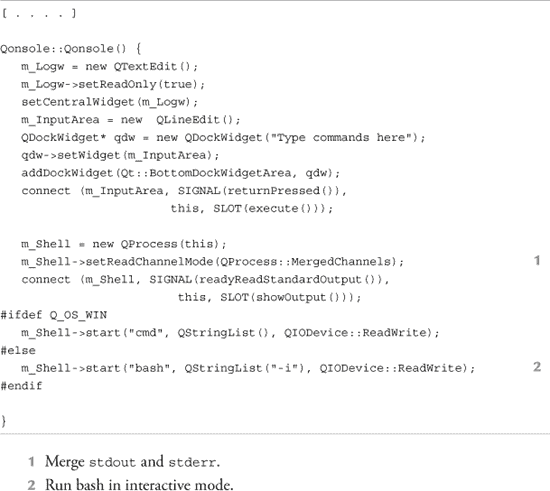 [ . . . . ]
Qonsole::Qonsole() {
m_Logw = new QTextEdit();
m_Logw->setReadOnly(true);
setCentralWidget(m_Logw);
m_InputArea = new QLineEdit();
QDockWidget* qdw = new QDockWidget("Type commands here");
qdw->setWidget(m_InputArea);
addDockWidget(Qt::BottomDockWidgetArea, qdw);
connect (m_InputArea, SIGNAL(returnPressed()),
this, SLOT(execute()));
m_Shell = new QProcess(this);
m_Shell->setReadChannelMode(QProcess::MergedChannels); 1
connect (m_Shell, SIGNAL(readyReadStandardOutput()),
this, SLOT(showOutput()));
#ifdef Q_OS_WIN
m_Shell->start("cmd", QStringList(), QIODevice::ReadWrite);
#else
m_Shell->start("bash", QStringList("-i"), QIODevice::ReadWrite); 2
#endif
}
1 Merge stdout and stderr.
2 Run bash in interactive mode.